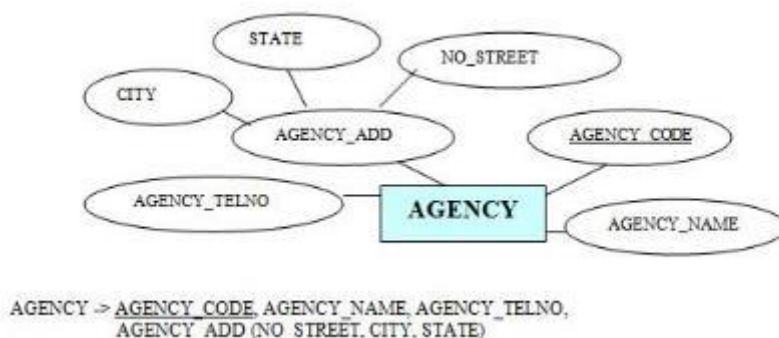 STATE
NO_STREET
CITY
AGENCY_ADD
AGENCY_CODE
AGENCY_TELNO
AGENCY
AGENCY_NAME
AGENCY -> AGENCY_CODE, AGENCY_NAME, AGENCY_TELNO,
AGENCY_ADD (NO_STREET, CITY, STATE)